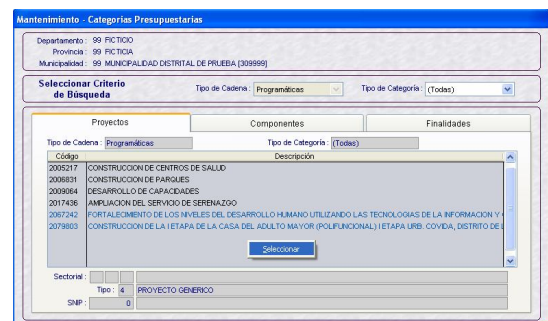 Mantenimiento - Categorías Presupuestarias
Departamento : 99 FICTICIO
Provincia : 99 FICTICIA
Municipalidad : 99 MUNICIPALIDAD DISTRITAL DE PRUEBA [309999]
Seleccionar Criterio de Búsqueda
Tipo de Cadena : Programáticas Tipo de Categoría : (Todas)
Proyectos Componentes Finalidades
Tipo de Cadena : Programáticas Tipo de Categoría : (Todas)
Código Descripción
2005217 CONSTRUCCION DE CENTROS DE SALUD
2006831 CONSTRUCCION DE PARQUES
2009064 DESARROLLO DE CAPACIDADES
2017436 AMPLIACION DEL SERVICIO DE SERENAZGO
2067242 FORTALECIMIENTO DE LOS NIVELES DEL DESARROLLO HUMANO UTILIZANDO LAS TECNOLOGIAS DE LA INFORMACION Y
2079803 CONSTRUCCION DE LA I ETAPA DE LA CASA DEL ADULTO MAYOR (POLIFUNCIONAL) I ETAPA URB. COVIDA, DISTRITO DE L
Seleccionar
Sectorial :
Tipo : 4 PROYECTO GENERICO
SNIP : 0